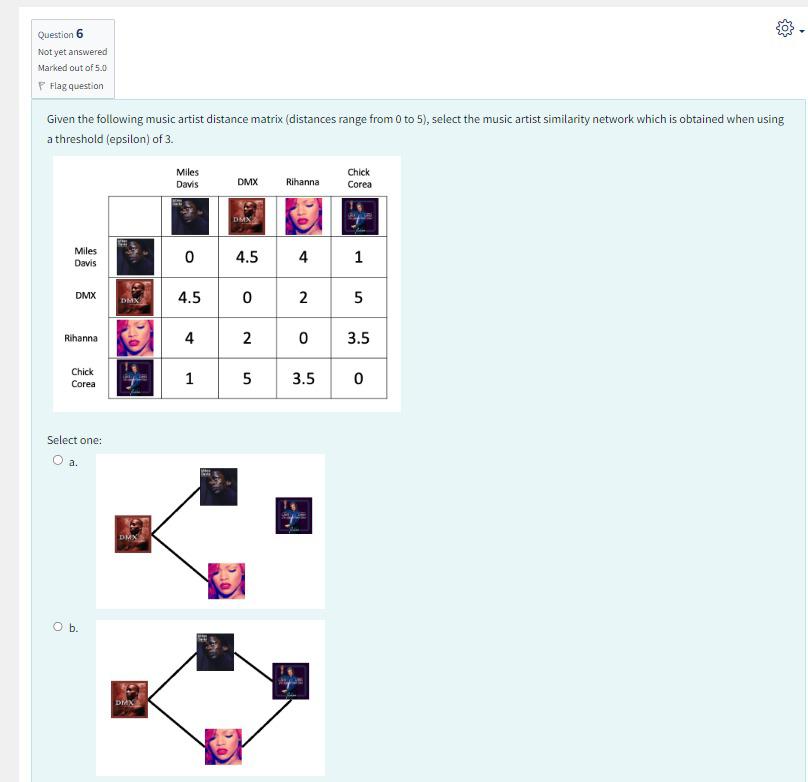 Question 6
Not yet answered
Marked out of 5.0
Flag question
Given the following music artist distance matrix (distances range from 0 to 5), select the music artist similarity network which is obtained when using
a threshold (epsilon) of 3.
Miles Davis DMX Rihanna Chick Corea
DMX
Miles Davis 0 4.5 4 1
DMX DMX 4.5 0 2 5
Rihanna 4 2 0 3.5
Chick Corea 1 5 3.5 0
Select one:
a.
DMX
b.
DMX